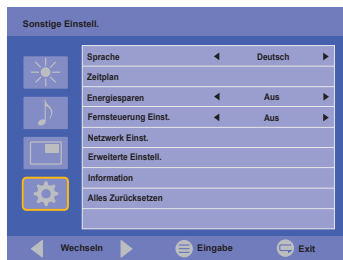 Sonstige Einstell.
Sprache Deutsch
Zeitplan
Energiesparen Aus
Fernsteuerung Einst. Aus
Netzwerk Einst.
Erweiterte Einstell.
Information
Alles Zurücksetzen
Wechseln Eingabe Exit